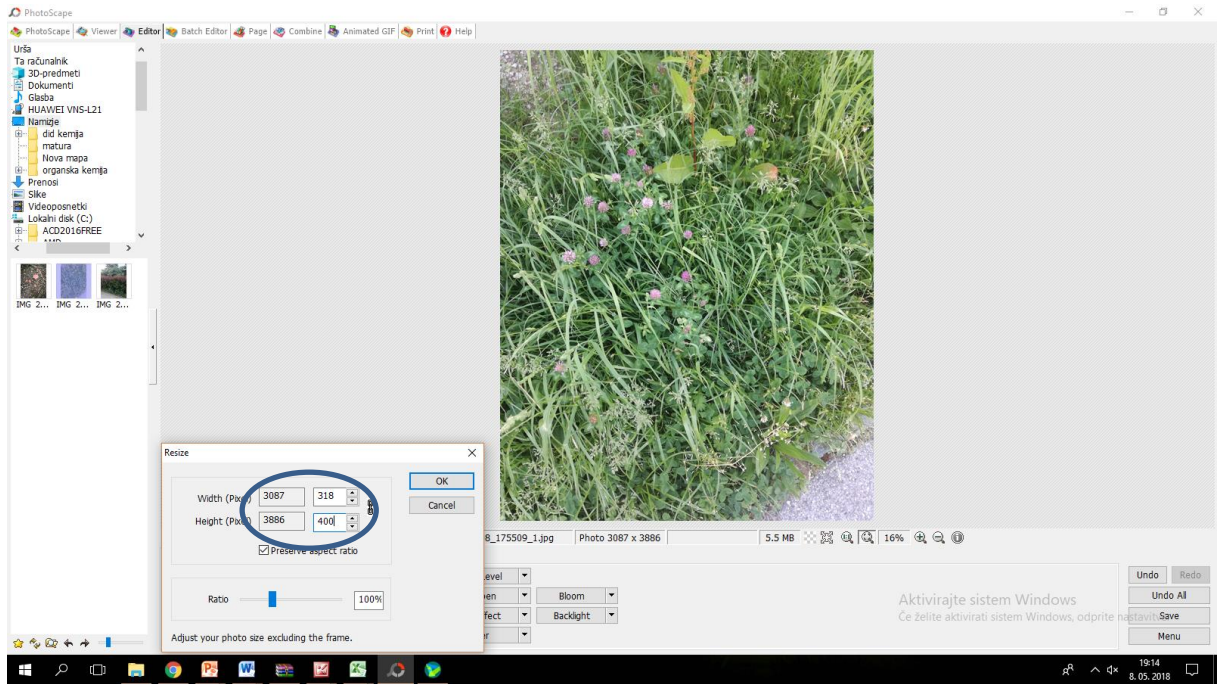 PhotoScape
PhotoScape Viewer Editor Batch Editor Page Combine Animated GIF Print Help
Urša
Ta računalnik
3D-predmeti
Dokumenti
Glasba
HUAWEI VNS-L21
Namizje
did kemija
matura
Nova mapa
organska kemija
Prenosi
Slike
Videoposnetki
Lokalni disk (C:)
ACD2016FREE
IMG 2... IMG 2... IMG 2...
Resize
Width (Pixel) 3087 318
Height (Pixel) 3886 400
Preserve aspect ratio
OK
Cancel
Ratio 100%
Adjust your photo size excluding the frame.
8_175509_1.jpg Photo 3087 x 3886 5.5 MB 16%
Bloom
Backlight
Undo Redo
Undo All
Save
Menu
Aktivirajte sistem Windows
Če želite aktivirati sistem Windows, odprite
19:14
8. 05. 2018